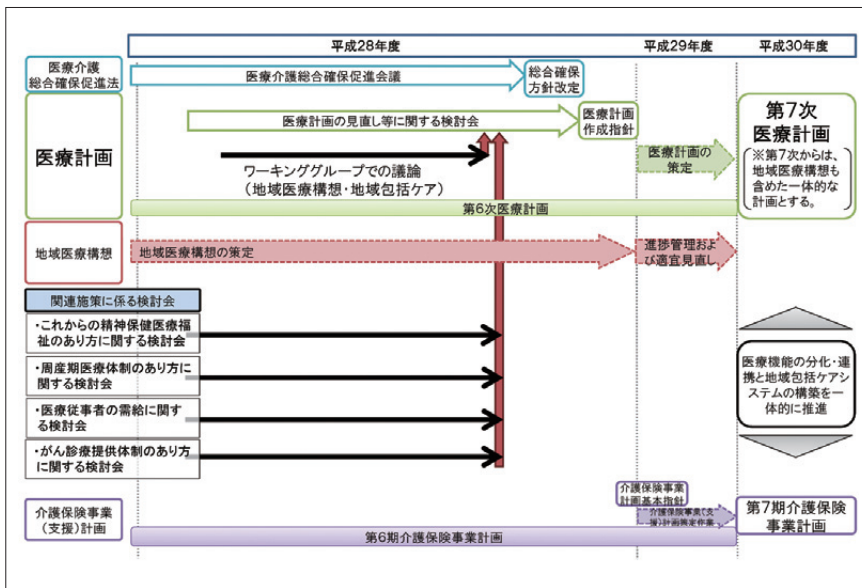 平成28年度
平成29年度
平成30年度
医療介護
総合確保促進法
医療介護総合確保促進会議
総合確保
方針改定
医療計画
医療計画の見直し等に関する検討会
医療計画
作成指針
ワーキンググループでの議論
(地域医療構想・地域包括ケア)
医療計画の
策定
第7次
医療計画
※第7次からは、
地域医療構想も
含めた一体的な
計画とする。
第6次医療計画
地域医療構想
地域医療構想の策定
進捗管理およ
び適宜見直し
関連施策に係る検討会
・これからの精神保健医療福
祉のあり方に関する検討会
・周産期医療体制のあり方に
関する検討会
・医療従事者の需給に関す
る検討会
・がん診療提供体制のあり方
に関する検討会
医療機能の分化・連
携と地域包括ケアシ
ステムの構築を一
体的に推進
介護保険事業
(支援)計画
介護保険事業
計画基本指針
介護保険事業(支
援)計画策定作業
第7期介護保険
事業計画
第6期介護保険事業計画